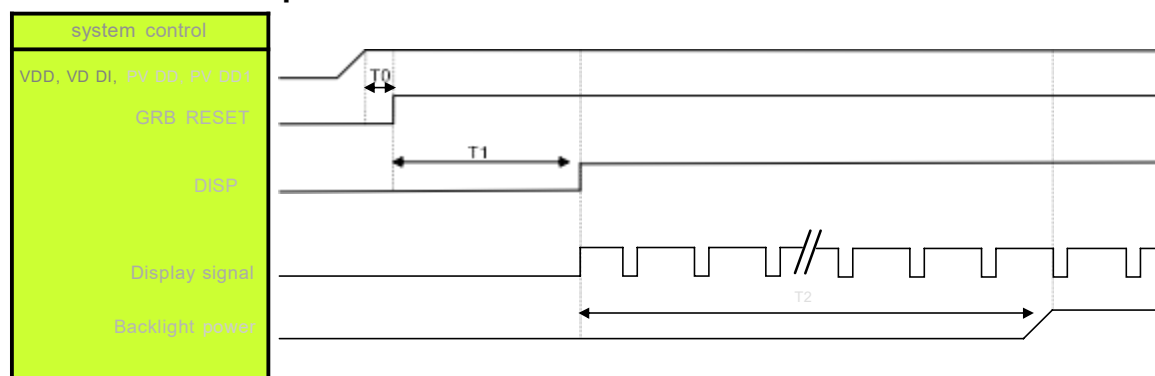 system control
VDD, VD DI, PV DD, PV DD1
T0
GRB RESET
T1
DISP
Display signal
T2
Backlight power